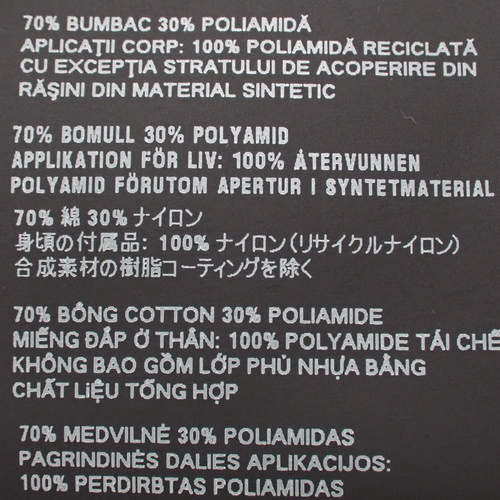 70% BUMBAC 30% POLIAMIDĂ
APLICAŢII CORP: 100% POLIAMIDĂ RECICLATĂ
CU EXCEPŢIA STRATULUI DE ACOPERIRE DIN
RĂŞINI DIN MATERIAL SINTETIC
70% BOMULL 30% POLYAMID
APPLIKATION FÖR LIV: 100% ÅTERVUNNEN
POLYAMID FÖRUTOM APERTUR I SYNTETMATERIAL
70% 綿 30% ナイロン
身頃の付属品: 100% ナイロン(リサイクルナイロン)
合成素材の樹脂コーティングを除く
70% BÔNG COTTON 30% POLIAMIDE
MIẾNG ĐẮP Ở THÂN: 100% POLYAMIDE TÁI CHẾ
KHÔNG BAO GỒM LỚP PHỦ NHỰA BẰNG
CHẤT LIỆU TỔNG HỢP
70% MEDVILNĖ 30% POLIAMIDAS
PAGRINDINĖS DALIES APLIKACIJOS:
100% PERDIRBTAS POLIAMIDAS